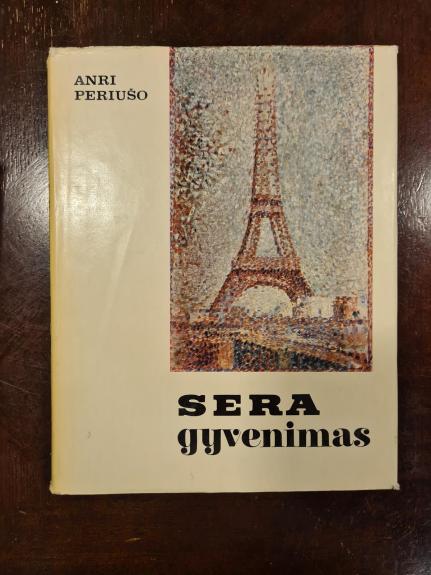 ANRI
PERIUŠO
SERA
gyvenimas